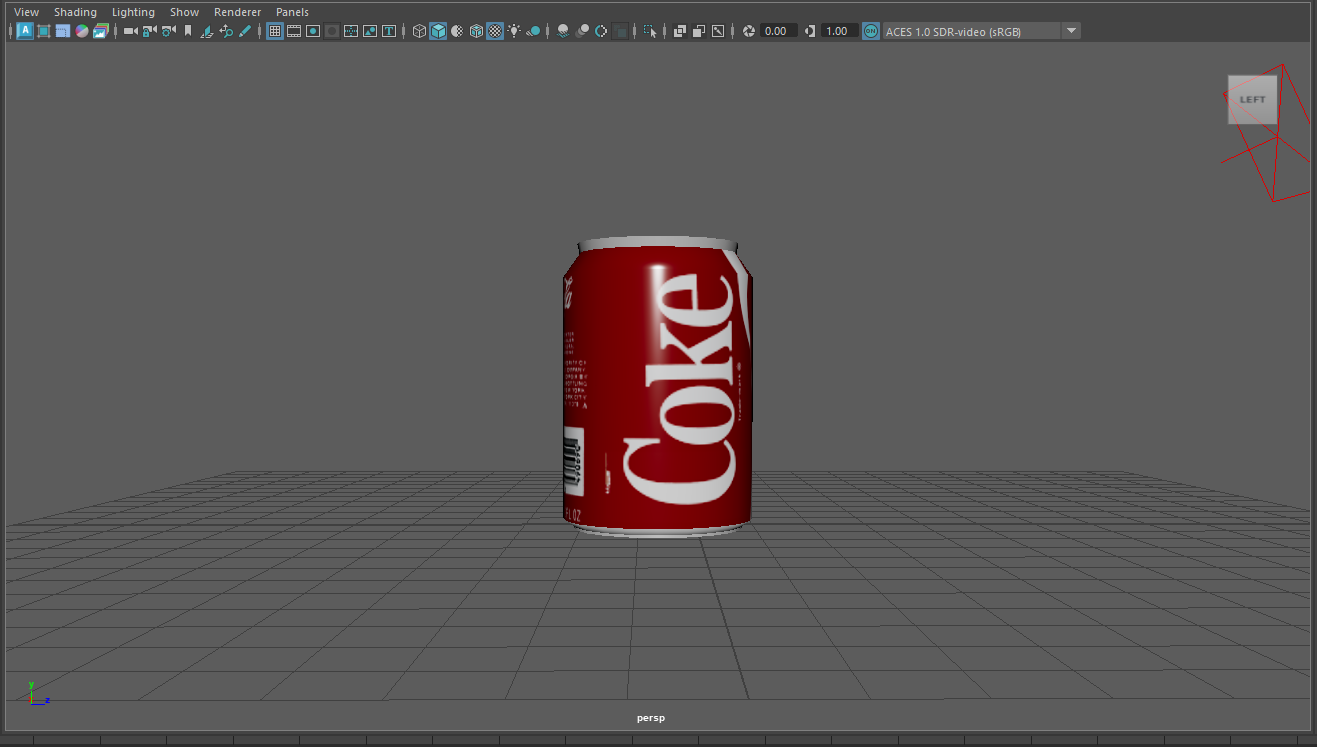 View Shading Lighting Show Renderer Panels
A T 0.00 1.00 ON ACES 1.0 SDR-video (sRGB)
LEFT
Coke
FL OZ
y
z
persp